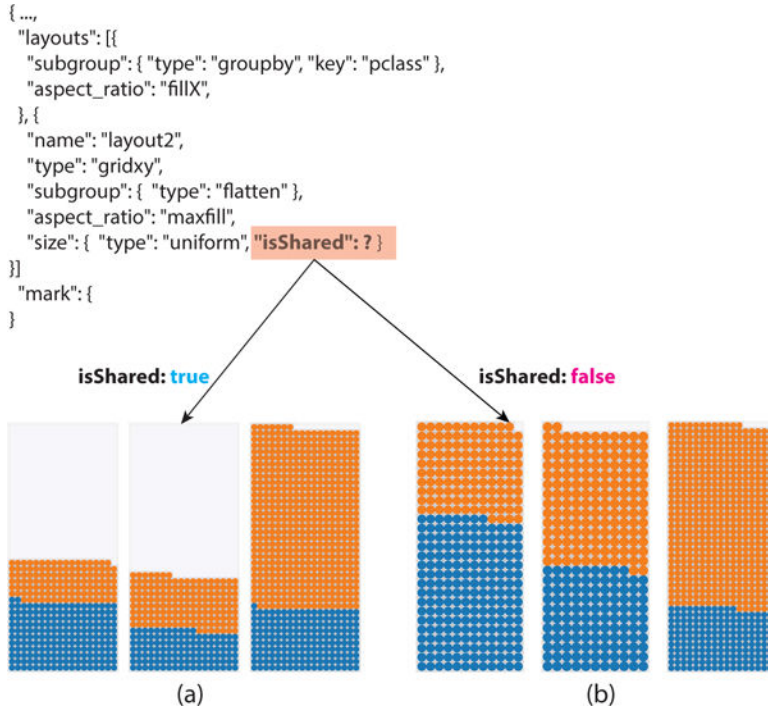 { ...,
"layouts": [{
"subgroup": { "type": "groupby", "key": "pclass" },
"aspect_ratio": "fillX",
}, {
"name": "layout2",
"type": "gridxy",
"subgroup": { "type": "flatten" },
"aspect_ratio": "maxfill",
"size": { "type": "uniform", "isShared": ? }
}]
"mark": {
}
isShared: true
isShared: false
(a)
(b)